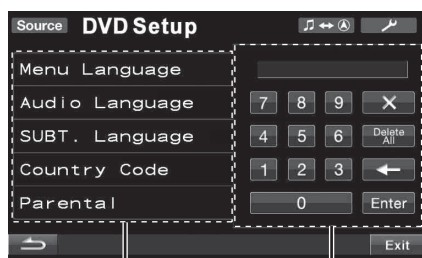 Source DVD Setup
Menu Language
Audio Language
SUBT. Language
Country Code
Parental
7 8 9
4 5 6 Delete All
1 2 3
0 Enter
Exit